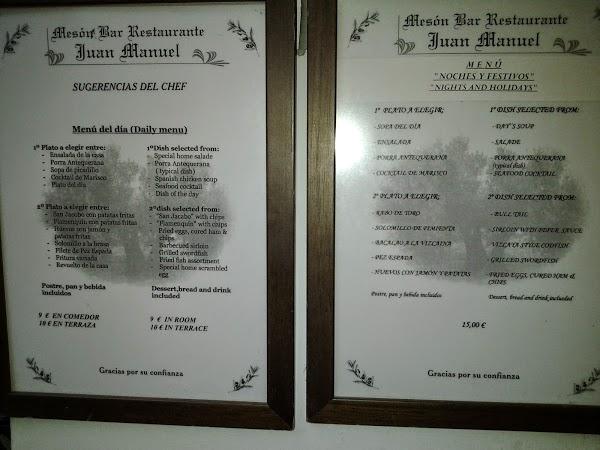 Mesón Bar Restaurante
Juan Manuel
SUGERENCIAS DEL CHEF
Menú del día (Daily menu)
1º Plato a elegir entre:
- Ensalada de la casa
- Porra Antequerana
- Sopa de picadillo
- Cocktail de Marisco
- Plato del día
2º Plato a elegir entre:
- San Jacobo con patatas fritas
- Flamenquín con patatas fritas
- Huevos con jamón y
patatas fritas
- Solomillo a la brasa
- Filete de Pez Espada
- Fritura variada
- Revuelto de la casa
Postre, pan y bebida
incluidos
9 € EN COMEDOR
10 € EN TERRAZA
1º Dish selected from:
- Special home salade
- Porra Antequerana
(typical dish)
- Spanish chicken soup
- Seafood cocktail
- Dish of the day
2º dish selected from:
- "San Jacobo" with chips
- "Flamenquin" with chips
- Fried eggs, cured ham &
chips
- Barbecued sirloin
- Grilled swordfish
- Fried fish assortment
- Special home scrambled
egg
Dessert, bread and drink
included
9 € IN ROOM
10 € IN TERRACE
Gracias por su confianza
Mesón Bar Restaurante
Juan Manuel
MENÚ
"NOCHES Y FESTIVOS"
"NIGHTS AND HOLIDAYS"
1º PLATO A ELEGIR:
- SOPA DEL DÍA
- ENSALADA
- PORRA ANTEQUERANA
- COCKTAIL DE MARISCO
2º PLATO A ELEGIR:
- RABO DE TORO
- SOLOMILLO DE PIMIENTA
- BACALAO A LA VIZCAINA
- PEZ ESPADA
- HUEVOS CON JAMÓN Y PATATAS
Postre, pan y bebida incluidos
1º DISH SELECTED FROM:
- DAY'S SOUP
- SALADE
- PORRA ANTEQUERANA
(typical dish)
- SEAFOOD COCKTAIL
2º DISH SELECTED FROM:
- BULL TAIL
- SIRLOIN WITH PEPER SAUCE
- VIZCAYA STYLE CODFISH
- GRILLED SWORDFISH
- FRIED EGGS, CURED HAM &
CHIPS
Dessert, bread and drink included
15,00 €
Gracias por su confianza